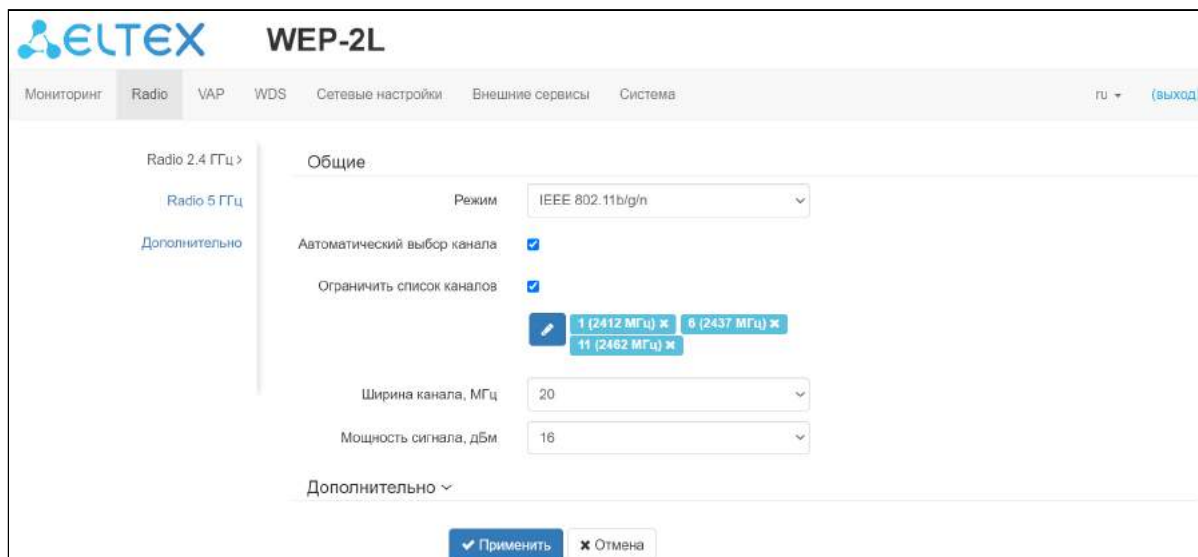 ELTEX WEP-2L
Мониторинг Radio VAP WDS Сетевые настройки Внешние сервисы Система ru (выход)
Radio 2.4 ГГц >
Radio 5 ГГц
Дополнительно
Общие
Режим IEEE 802.11b/g/n
Автоматический выбор канала
Ограничить список каналов
1 (2412 МГц) × 6 (2437 МГц) ×
11 (2462 МГц) ×
Ширина канала, МГц 20
Мощность сигнала, дБм 16
Дополнительно
Применить × Отмена